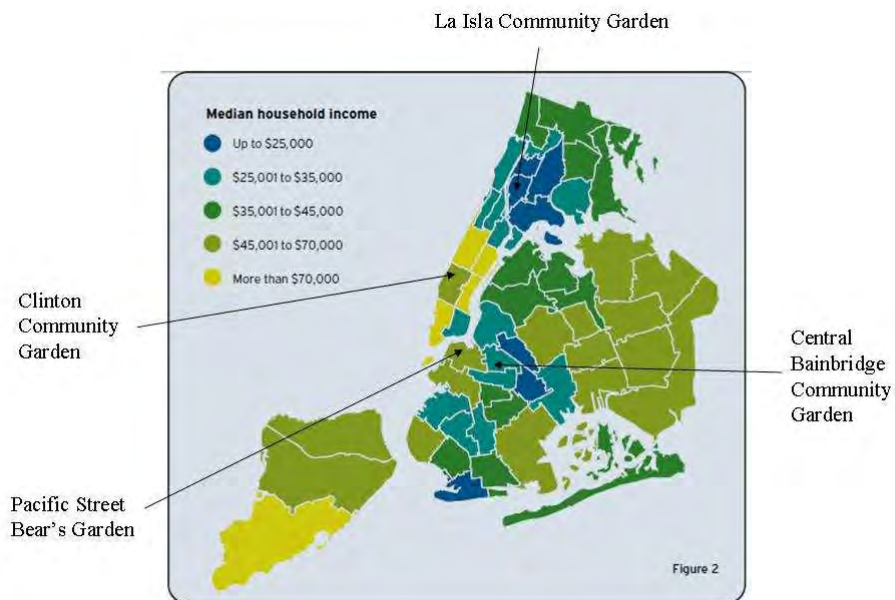 La Isla Community Garden
Median household income
Up to $25,000
$25,001 to $35,000
$35,001 to $45,000
$45,001 to $70,000
More than $70,000
Clinton
Community
Garden
Central
Bainbridge
Community
Garden
Pacific Street
Bear's Garden
Figure 2